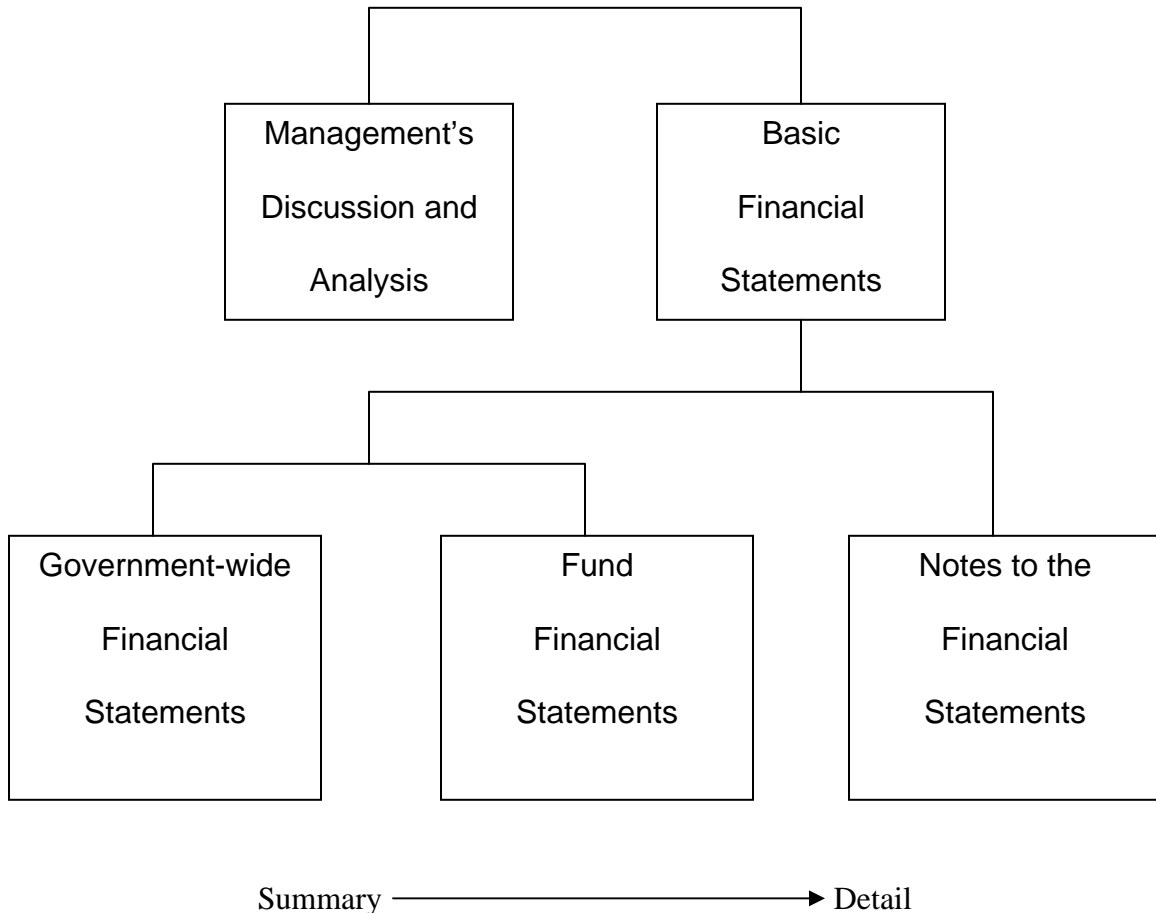 Management’s
Discussion and
Analysis
Basic
Financial
Statements
Government-wide
Financial
Statements
Fund
Financial
Statements
Notes to the
Financial
Statements
Summary
Detail